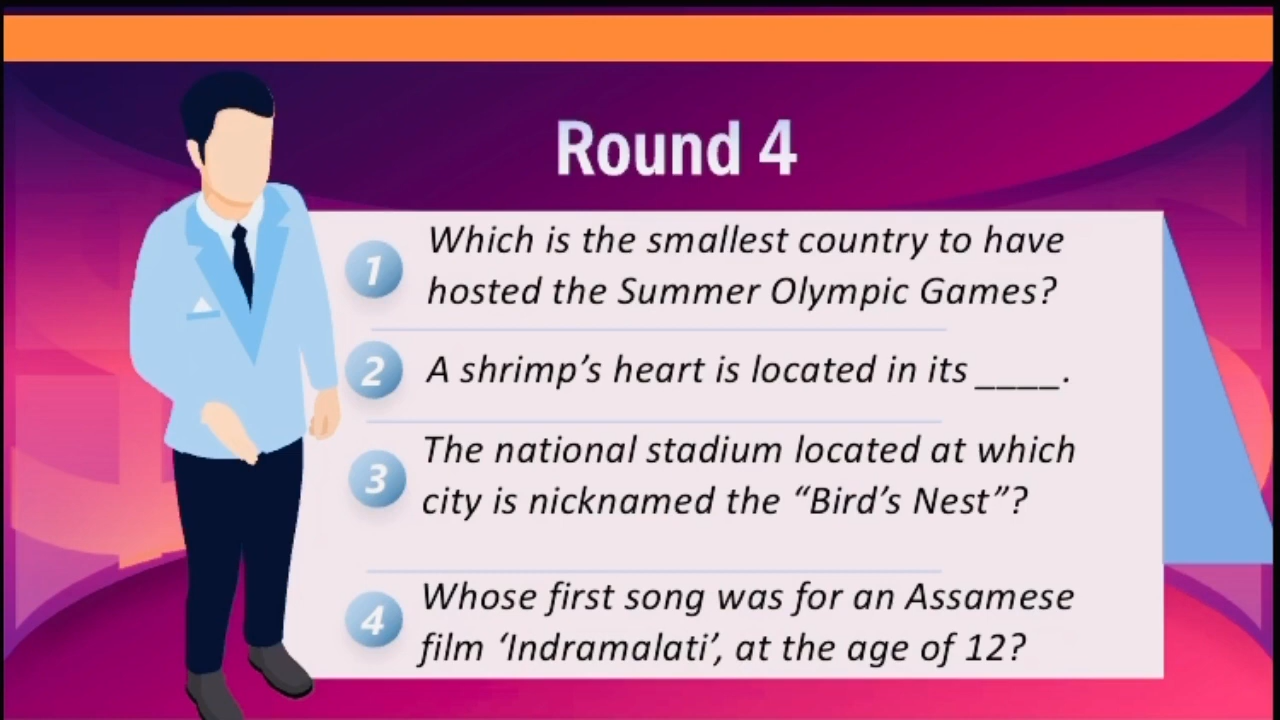 Round 4
1 Which is the smallest country to have
hosted the Summer Olympic Games?
2 A shrimp’s heart is located in its ____.
3 The national stadium located at which
city is nicknamed the “Bird’s Nest”?
4 Whose first song was for an Assamese
film ‘Indramalati’, at the age of 12?